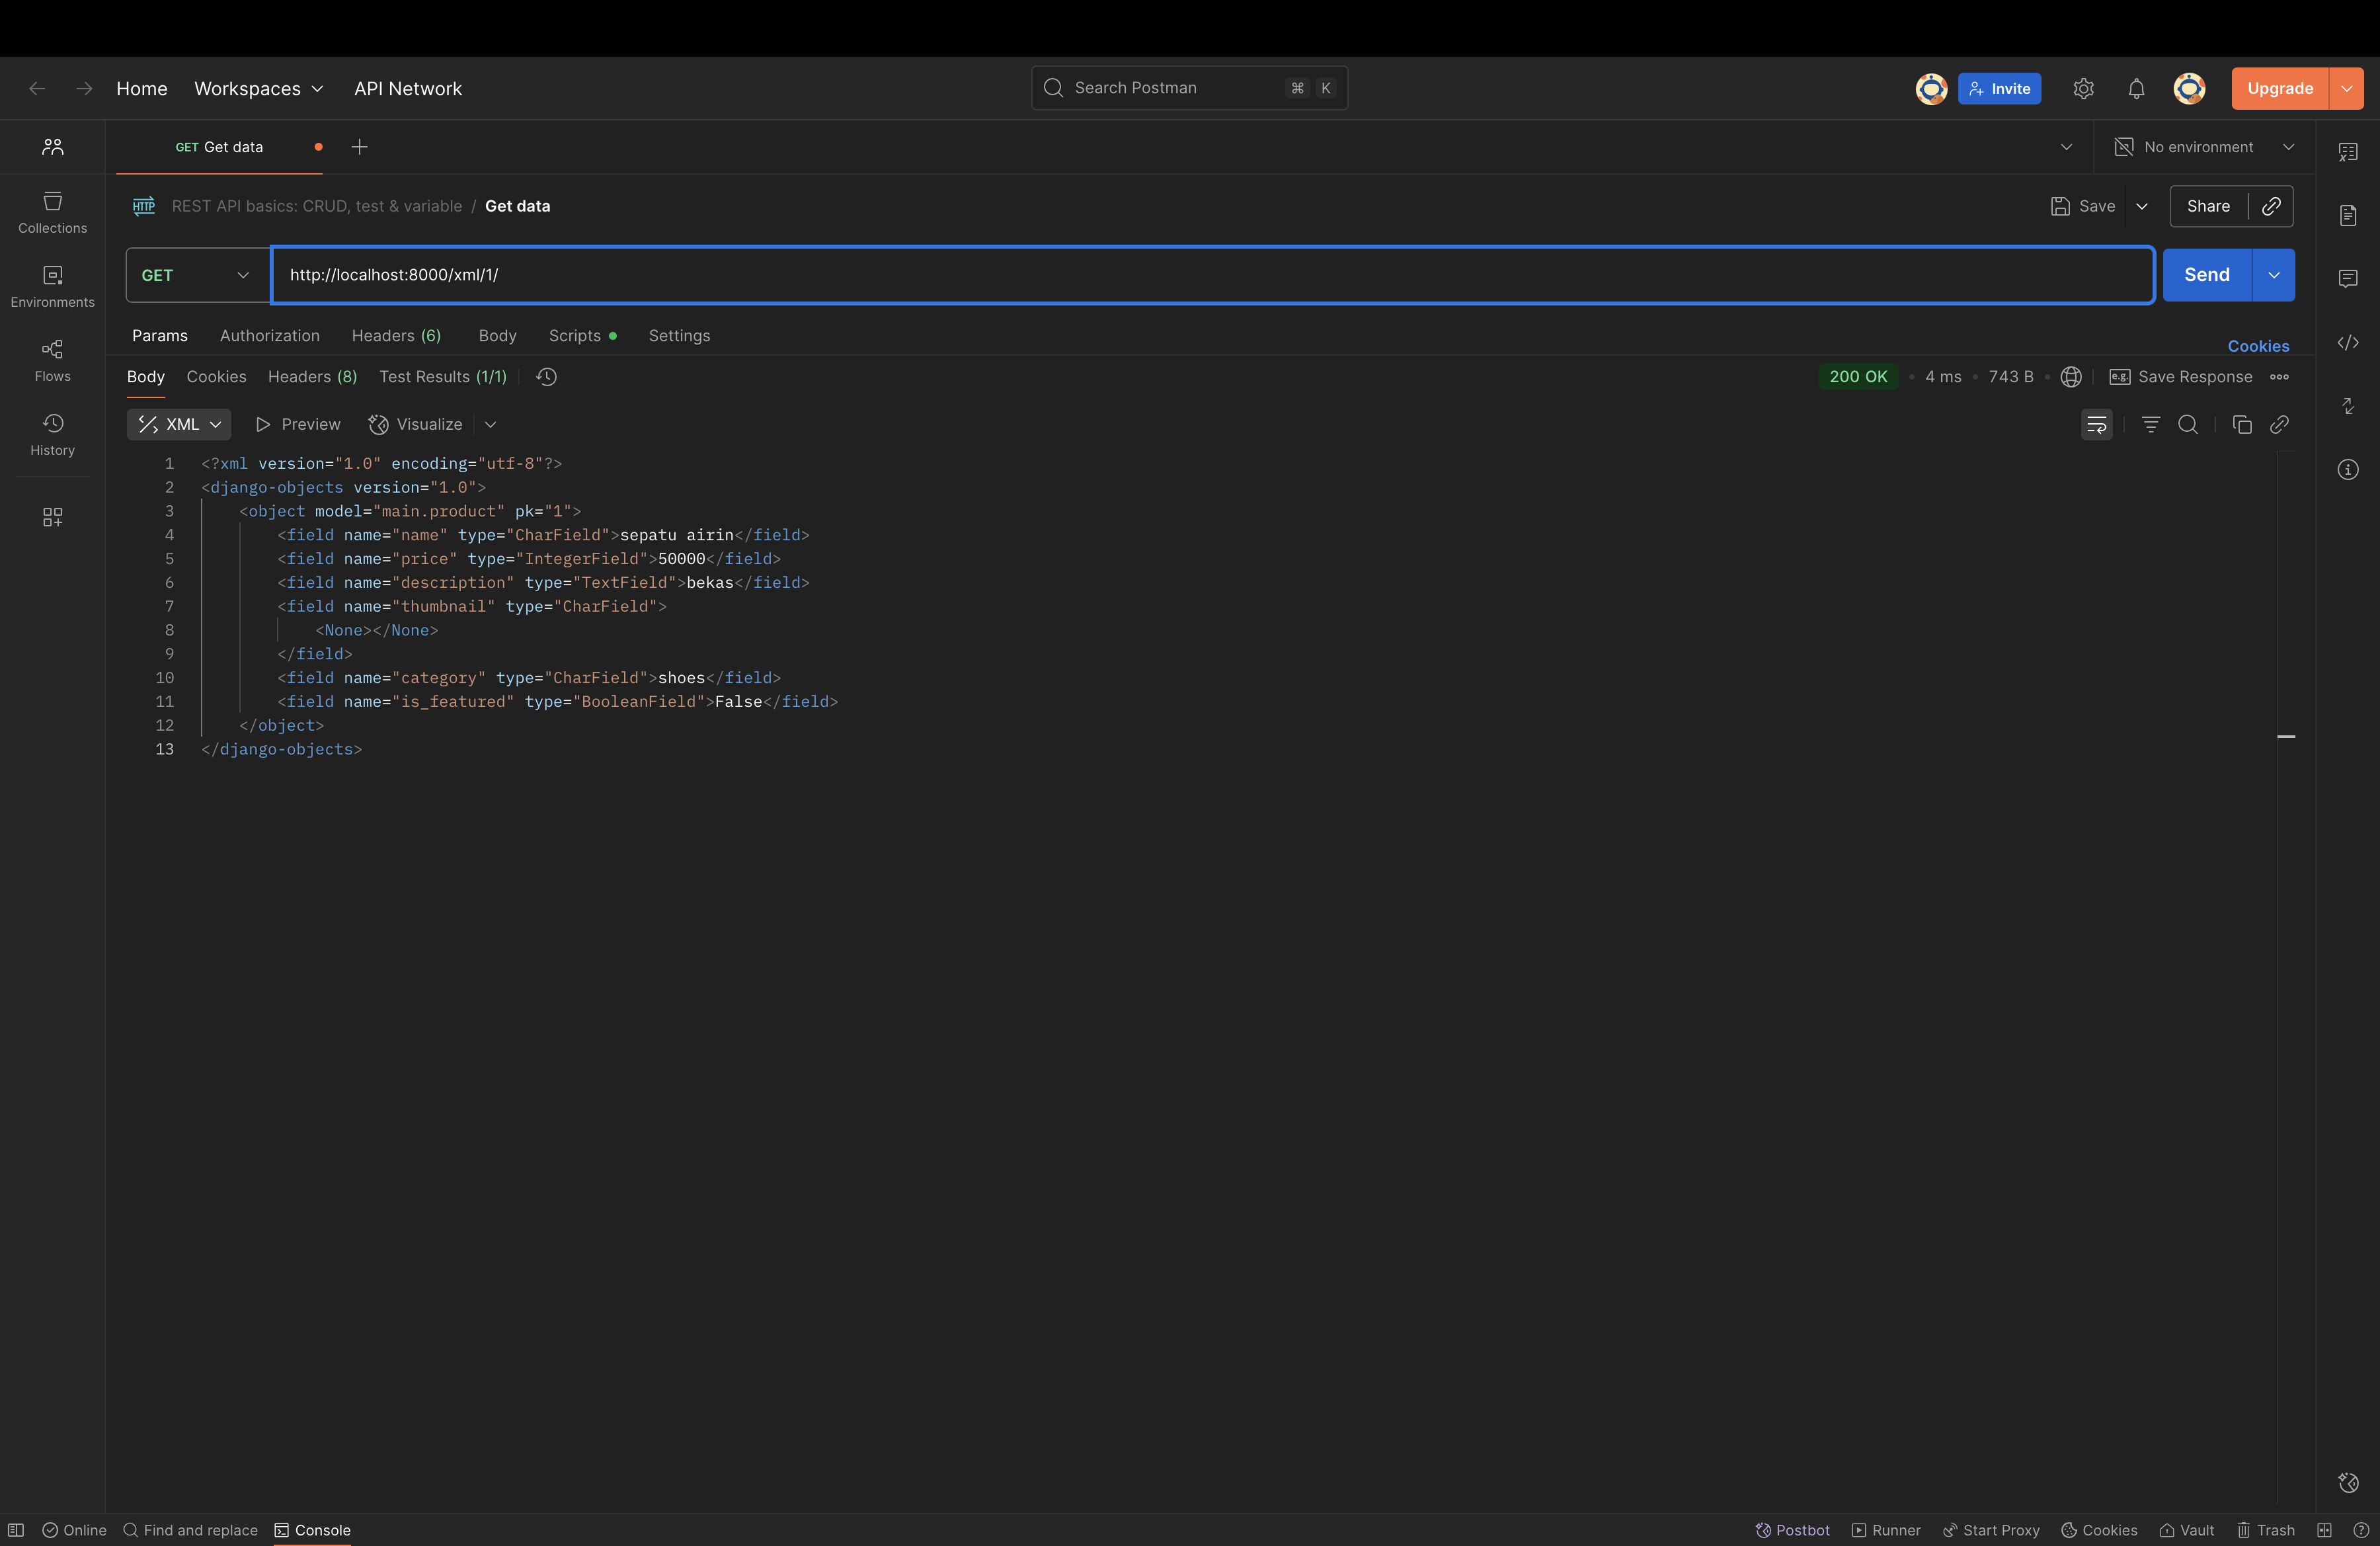 Home Workspaces API Network Search Postman ⌘ K Invite Upgrade
GET Get data No environment
HTTP REST API basics: CRUD, test & variable / Get data Save Share
GET http://localhost:8000/xml/1/ Send
Params Authorization Headers (6) Body Scripts Settings Cookies
Body Cookies Headers (8) Test Results (1/1) 200 OK • 4 ms • 743 B • e.g. Save Response
XML Preview Visualize
Collections
Environments
Flows
History
1 <?xml version="1.0" encoding="utf-8"?>
2 <django-objects version="1.0">
3 <object model="main.product" pk="1">
4 <field name="name" type="CharField">sepatu airin</field>
5 <field name="price" type="IntegerField">50000</field>
6 <field name="description" type="TextField">bekas</field>
7 <field name="thumbnail" type="CharField">
8 <None></None>
9 </field>
10 <field name="category" type="CharField">shoes</field>
11 <field name="is_featured" type="BooleanField">False</field>
12 </object>
13 </django-objects>
Online Find and replace Console Postbot Runner Start Proxy Cookies Vault Trash